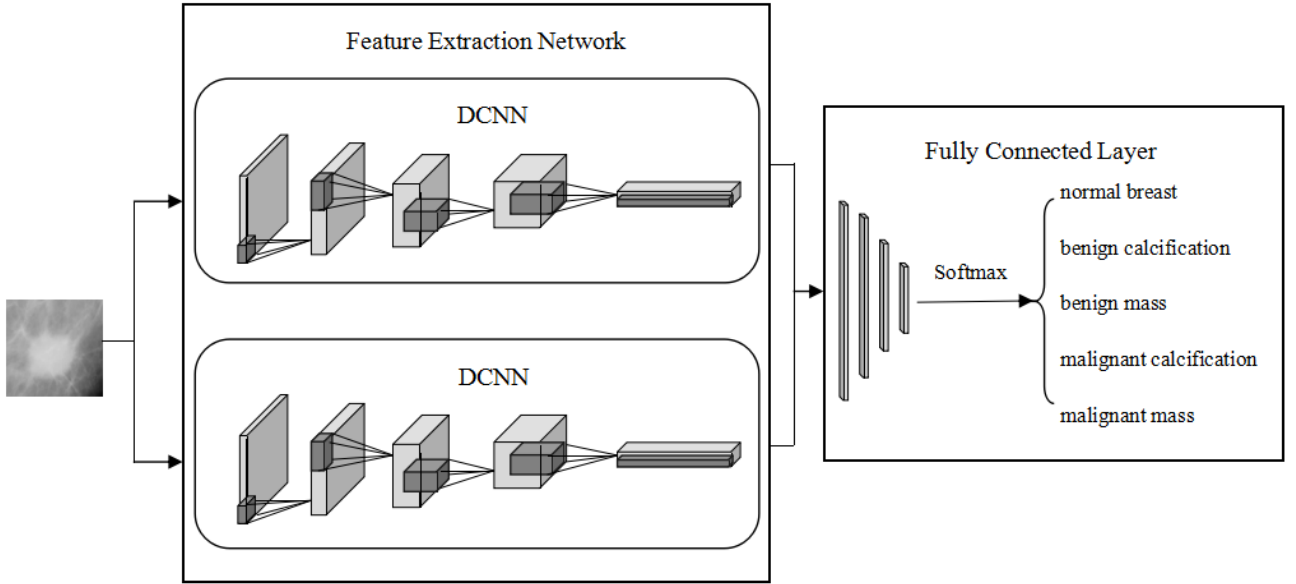 Feature Extraction Network
DCNN
DCNN
Fully Connected Layer
Softmax
normal breast
benign calcification
benign mass
malignant calcification
malignant mass